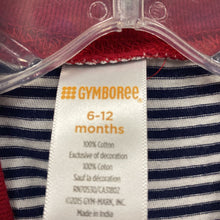 GYMBOREE
6-12
months
100% Cotton
Exclusive of decoration
100% Coton
Sauf la décoration
RN70530/CA31802
©2015 GYM-MARK, INC.
Made in India